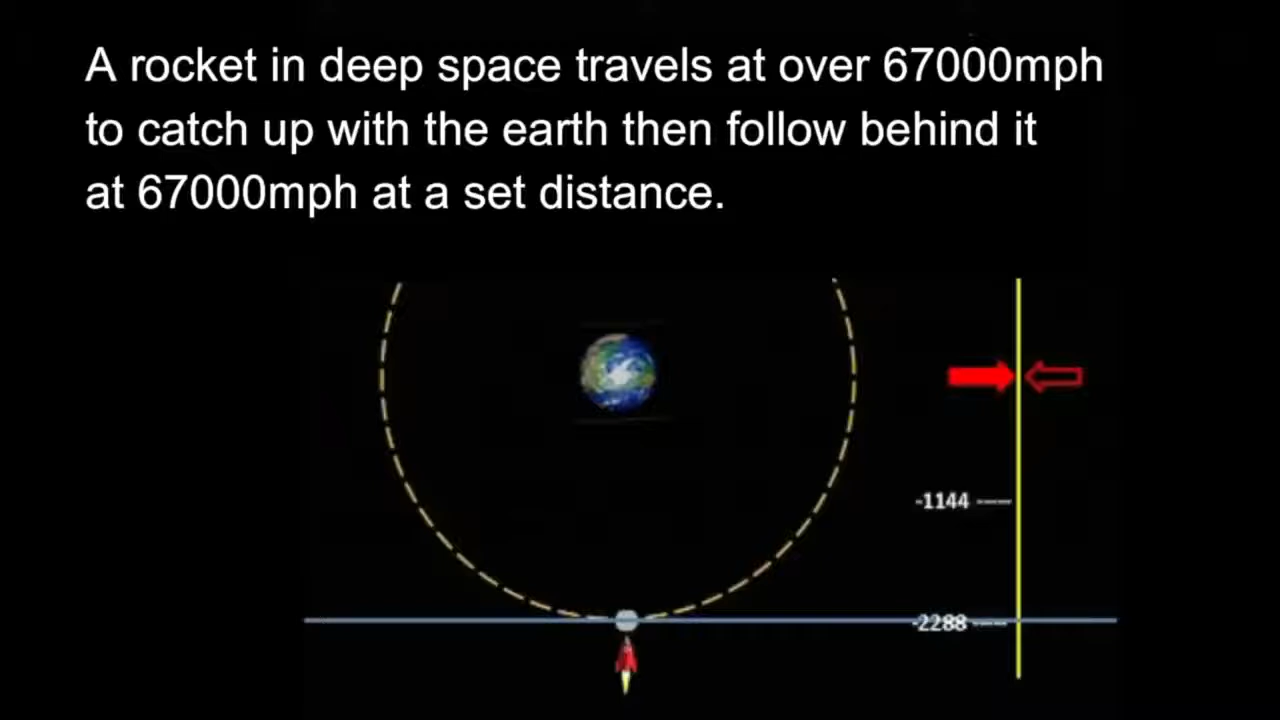 A rocket in deep space travels at over 67000mph
to catch up with the earth then follow behind it
at 67000mph at a set distance.
-1144
-2288